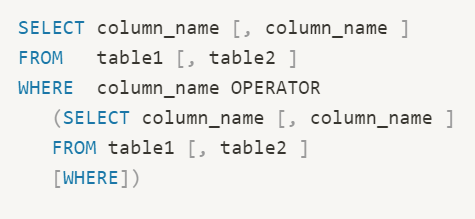 SELECT column_name [, column_name ]
FROM   table1 [, table2 ]
WHERE  column_name OPERATOR
   (SELECT column_name [, column_name ]
   FROM table1 [, table2 ]
   [WHERE])